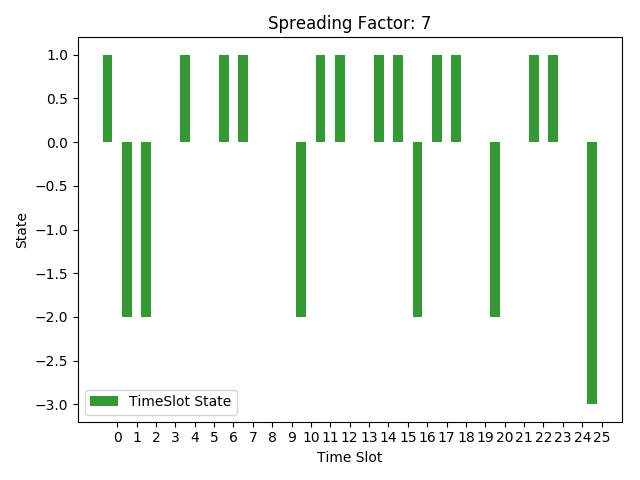 Spreading Factor: 7
1.0
0.5
0.0
−0.5
−1.0
−1.5
−2.0
−2.5
−3.0
State
TimeSlot State
0 1 2 3 4 5 6 7 8 9 10 11 12 13 14 15 16 17 18 19 20 21 22 23 24 25
Time Slot